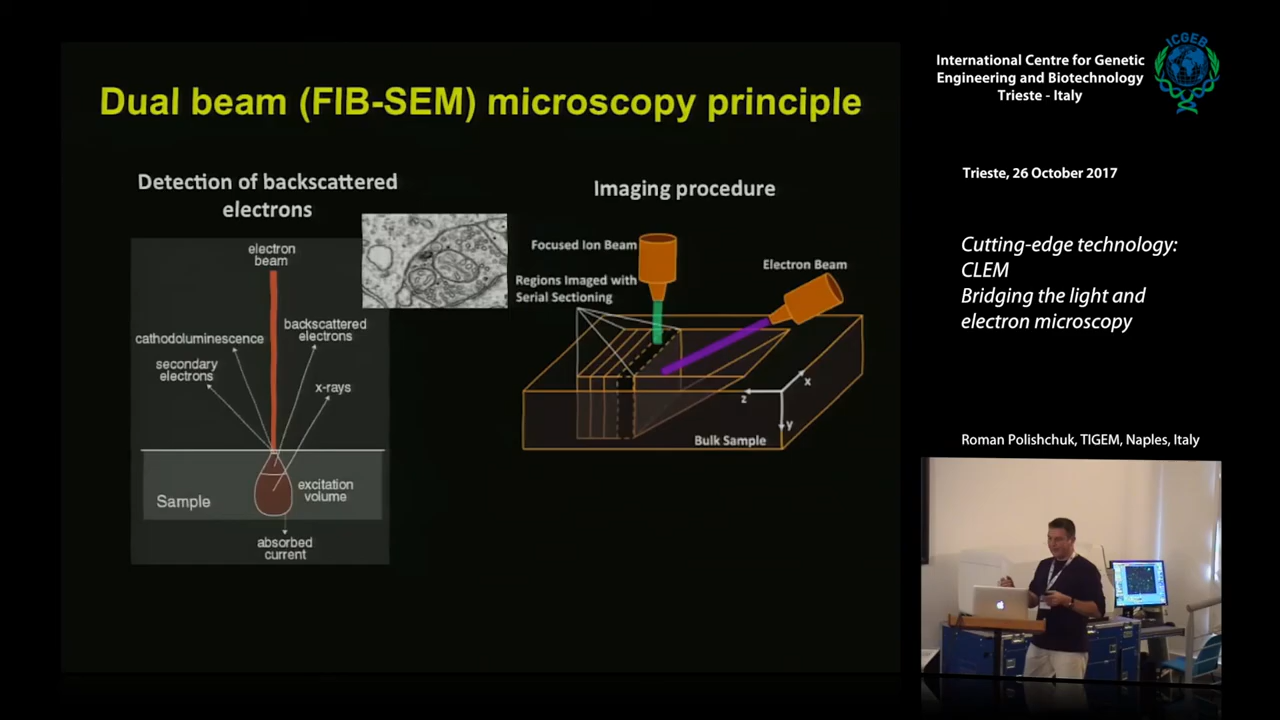 Dual beam (FIB-SEM) microscopy principle
Detection of backscattered
electrons
electron
beam
cathodoluminescence
backscattered
electrons
secondary
electrons
x-rays
Sample
excitation
volume
absorbed
current
Imaging procedure
Focused Ion Beam
Electron Beam
Regions Imaged with
Serial Sectioning
x
z
y
Bulk Sample
International Centre for Genetic
Engineering and Biotechnology
Trieste - Italy
ICGEB
Trieste, 26 October 2017
Cutting-edge technology:
CLEM
Bridging the light and
electron microscopy
Roman Polishchuk, TIGEM, Naples, Italy